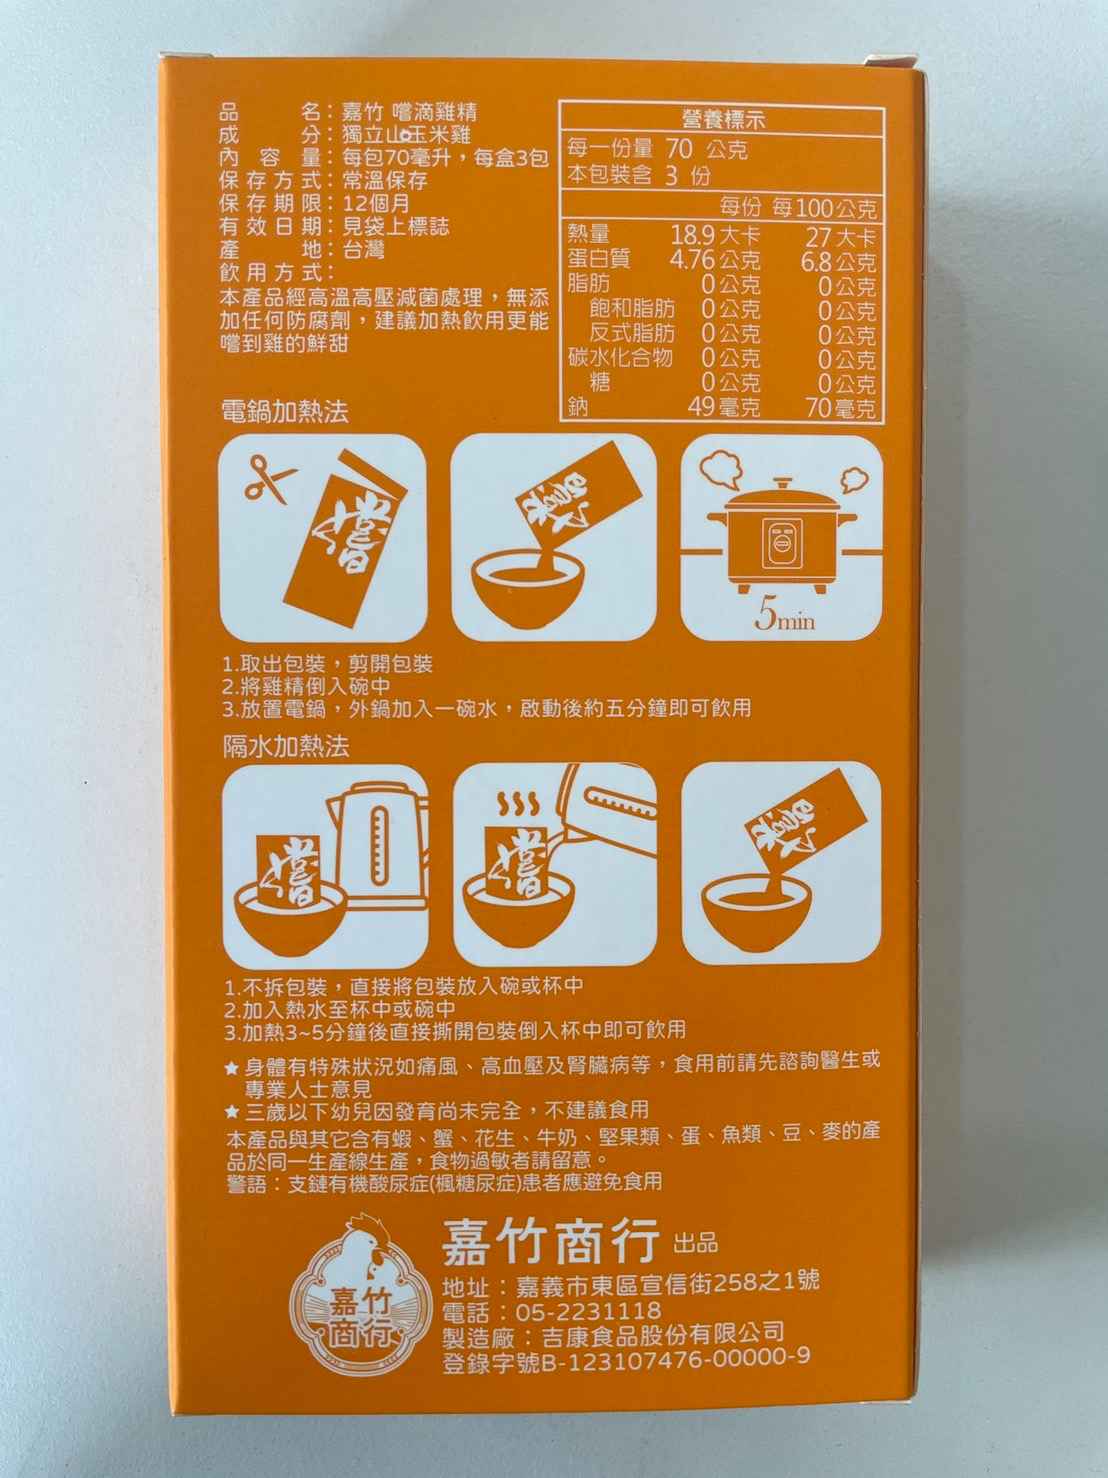 品名：嘉竹 嚐滴雞精
成分：獨立山玉米雞
內容量：每包70毫升，每盒3包
保存方式：常溫保存
保存期限：12個月
有效日期：見袋上標誌
產地：台灣
飲用方式：
本產品經高溫高壓滅菌處理，無添
加任何防腐劑，建議加熱飲用更能
嚐到雞的鮮甜
營養標示
每一份量 70 公克
本包裝含 3 份
每份 每100公克
熱量 18.9大卡 27大卡
蛋白質 4.76公克 6.8公克
脂肪 0公克 0公克
飽和脂肪 0公克 0公克
反式脂肪 0公克 0公克
碳水化合物 0公克 0公克
糖 0公克 0公克
鈉 49毫克 70毫克
電鍋加熱法
嚐
嚐
5min
1.取出包裝，剪開包裝
2.將雞精倒入碗中
3.放置電鍋，外鍋加入一碗水，啟動後約五分鐘即可飲用
隔水加熱法
嚐
嚐
嚐
1.不拆包裝，直接將包裝放入碗或杯中
2.加入熱水至杯中或碗中
3.加熱3~5分鐘後直接撕開包裝倒入杯中即可飲用
★身體有特殊狀況如痛風、高血壓及腎臟病等，食用前請先諮詢醫生或
專業人士意見
★三歲以下幼兒因發育尚未完全，不建議食用
本產品與其它含有蝦、蟹、花生、牛奶、堅果類、蛋、魚類、豆、麥的產
品於同一生產線生產，食物過敏者請留意。
警語：支鏈有機酸尿症(楓糖尿症)患者應避免食用
嘉竹
商行
嘉竹商行 出品
地址：嘉義市東區宣信街258之1號
電話：05-2231118
製造廠：吉康食品股份有限公司
登錄字號B-123107476-00000-9